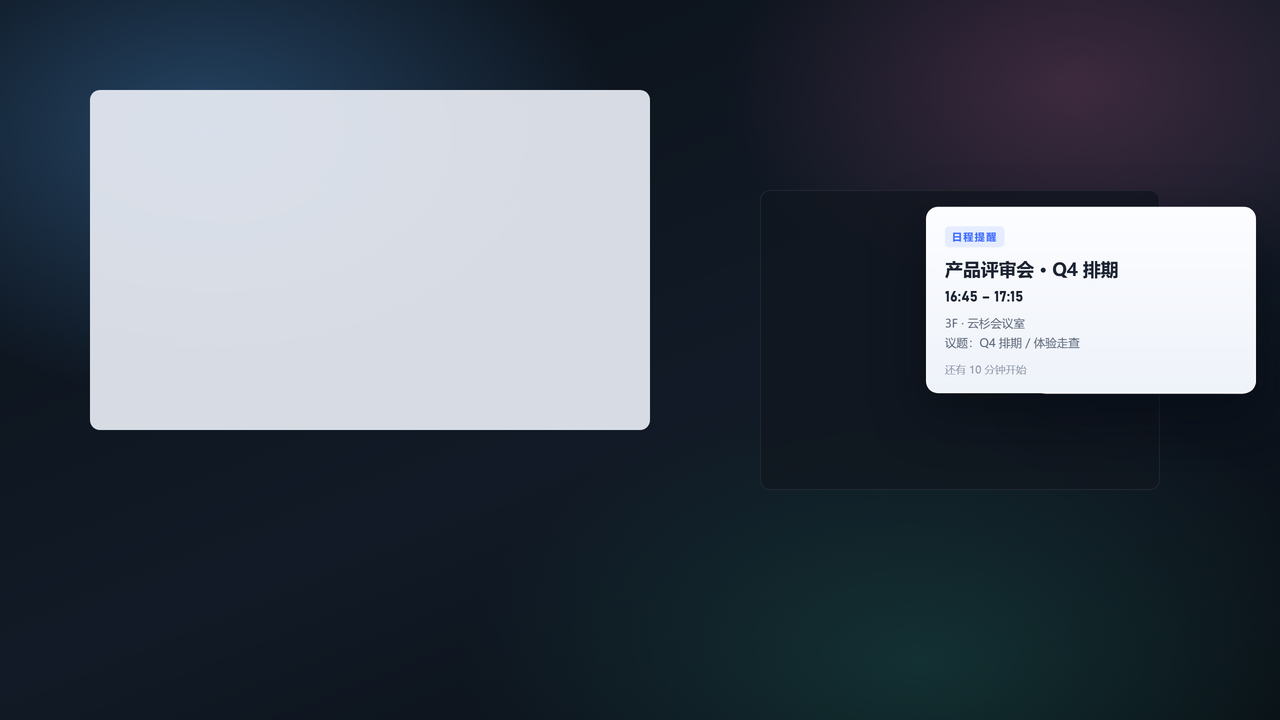 日程提醒
产品评审会 • Q4 排期
16:45 – 17:15
3F · 云杉会议室
议题：Q4 排期 / 体验走查
还有 10 分钟开始